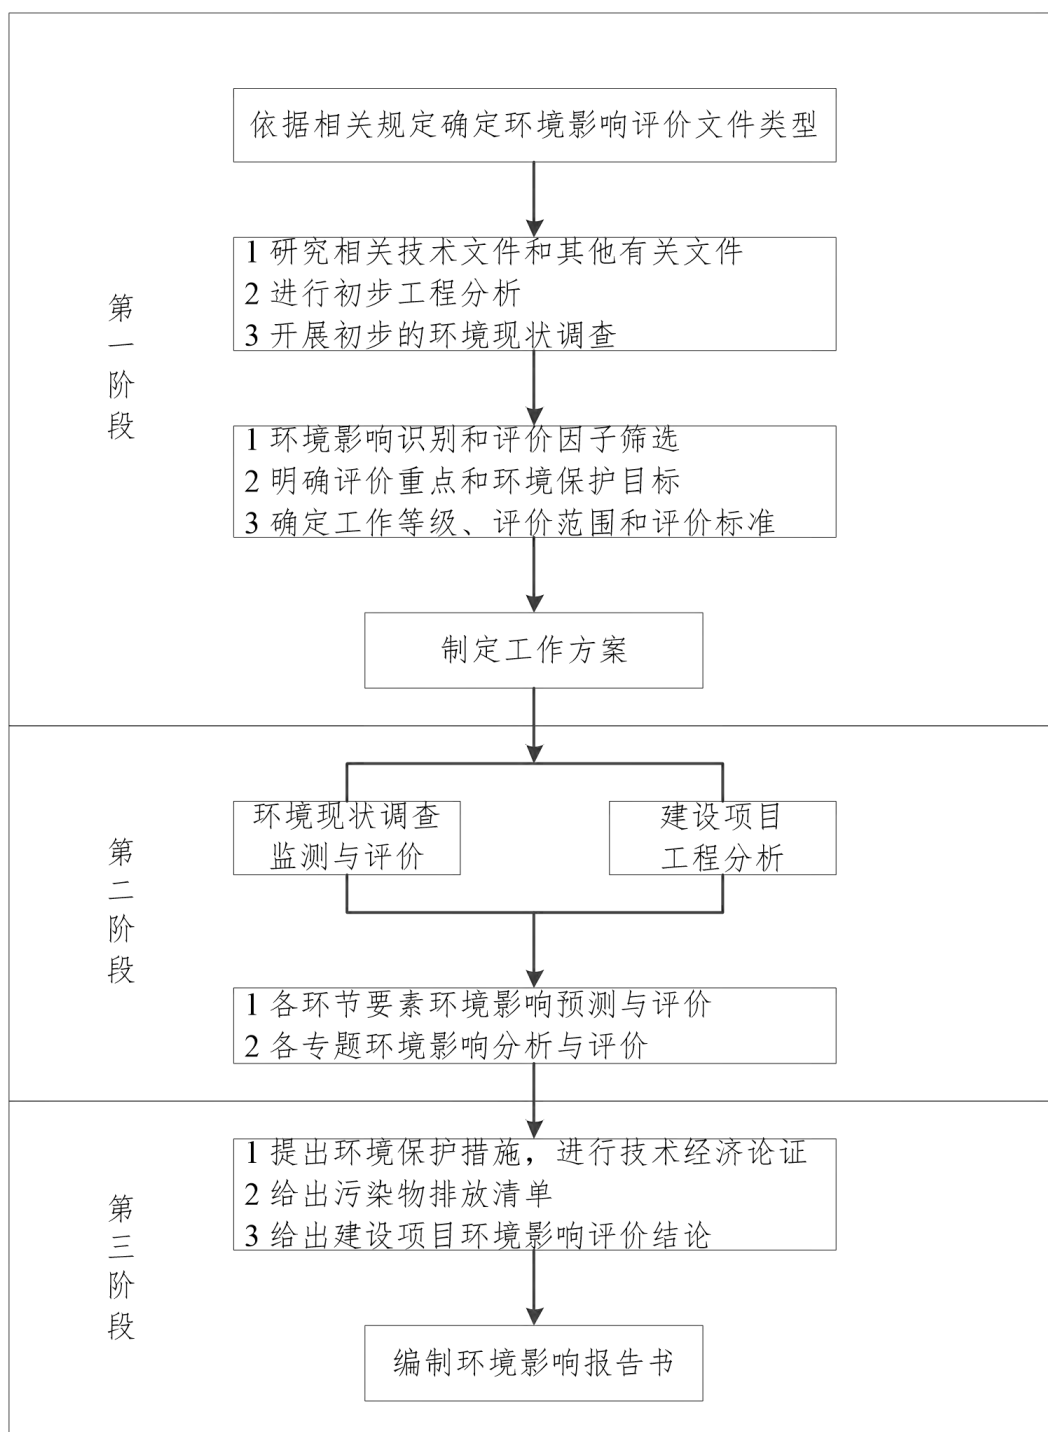 依据相关规定确定环境影响评价文件类型
1 研究相关技术文件和其他有关文件
2 进行初步工程分析
3 开展初步的环境现状调查
第一阶段
1 环境影响识别和评价因子筛选
2 明确评价重点和环境保护目标
3 确定工作等级、评价范围和评价标准
制定工作方案
环境现状调查
监测与评价
建设项目
工程分析
第二阶段
1 各环节要素环境影响预测与评价
2 各专题环境影响分析与评价
1 提出环境保护措施，进行技术经济论证
2 给出污染物排放清单
3 给出建设项目环境影响评价结论
第三阶段
编制环境影响报告书